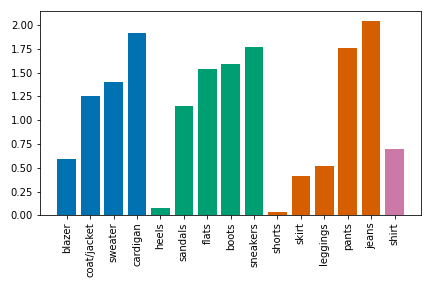 2.00
1.75
1.50
1.25
1.00
0.75
0.50
0.25
0.00
blazer
coat/jacket
sweater
cardigan
heels
sandals
flats
boots
sneakers
shorts
skirt
leggings
pants
jeans
shirt